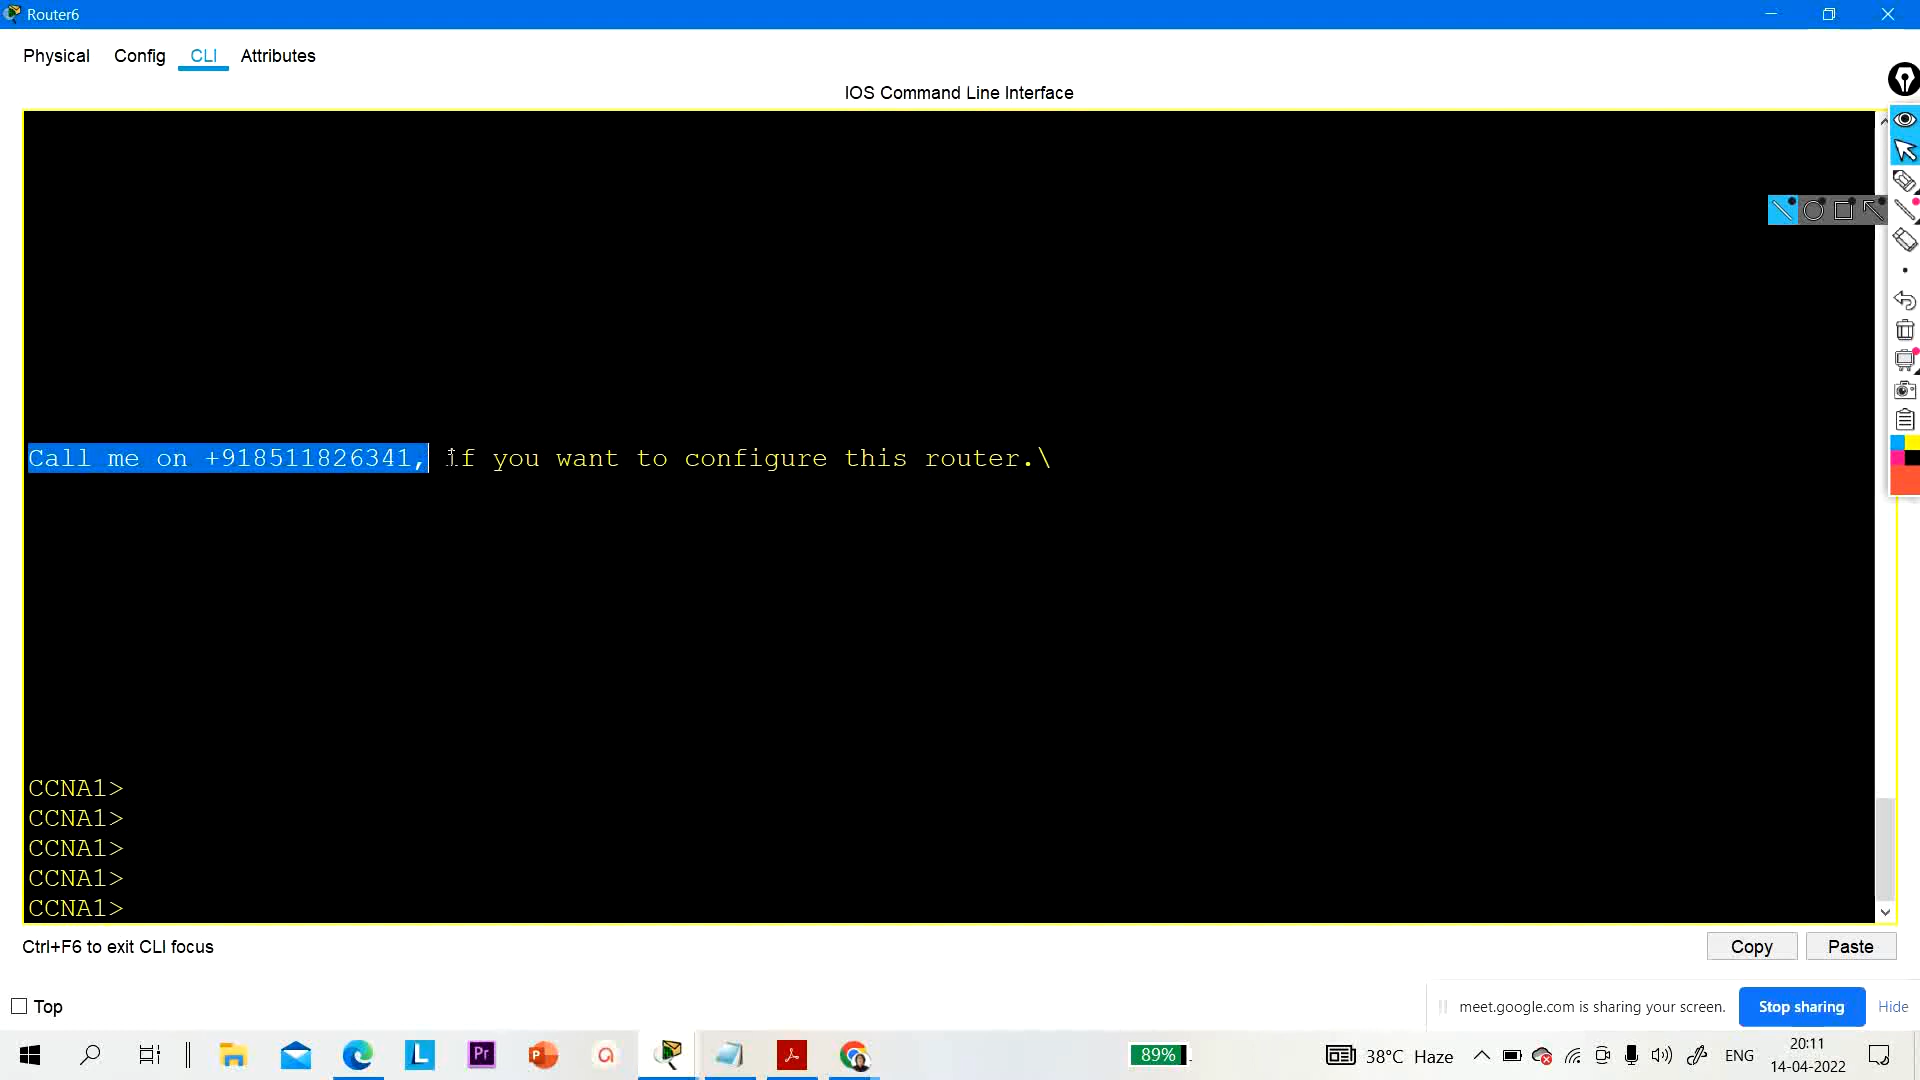 Router6
Physical Config CLI Attributes
IOS Command Line Interface
Call me on +918511826341, if you want to configure this router.\
CCNA1>
CCNA1>
CCNA1>
CCNA1>
CCNA1>
Ctrl+F6 to exit CLI focus
Copy Paste
Top
meet.google.com is sharing your screen. Stop sharing Hide
L Pr P a 89% 38°C Haze ENG 20:11
14-04-2022